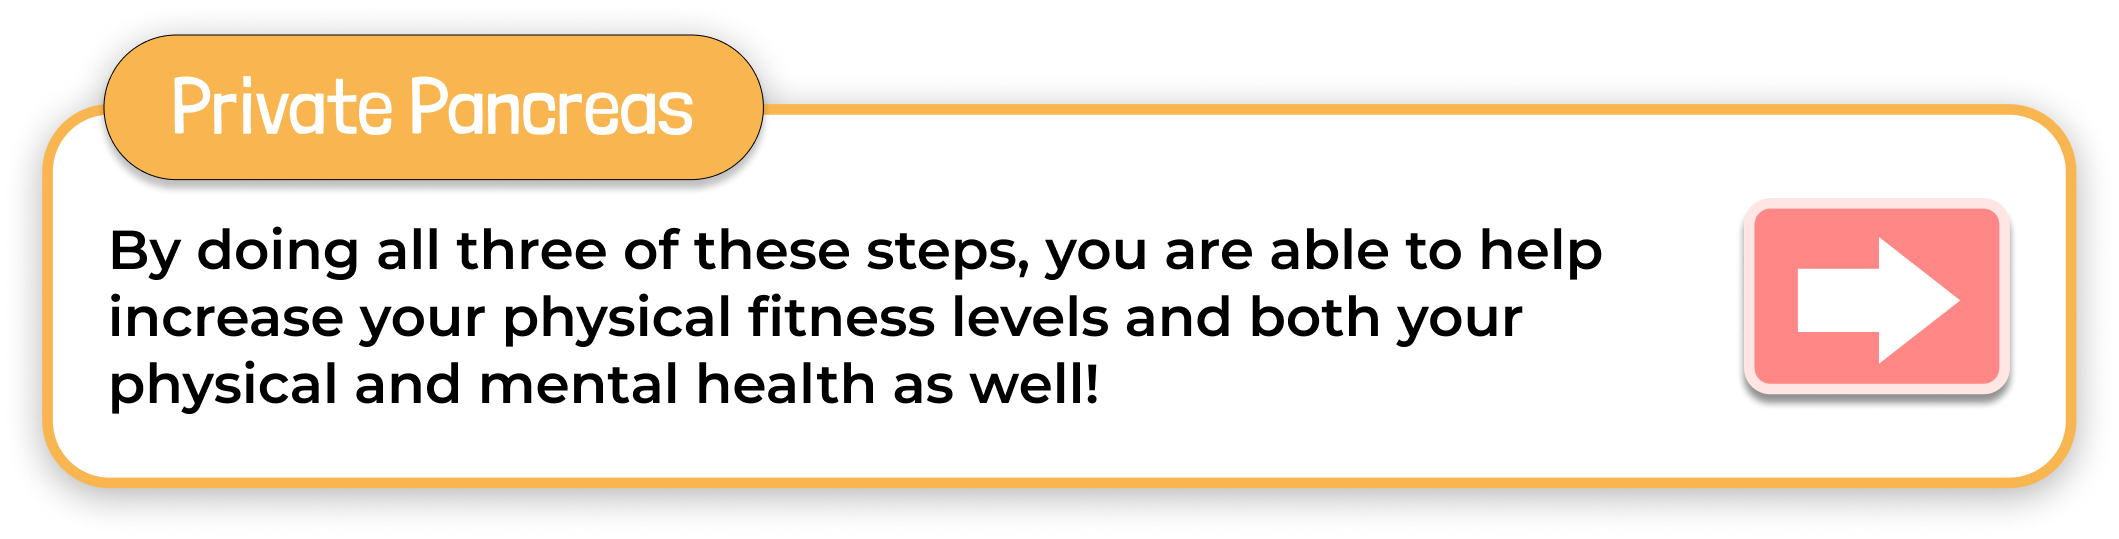 Private Pancreas
By doing all three of these steps, you are able to help
increase your physical fitness levels and both your
physical and mental health as well!